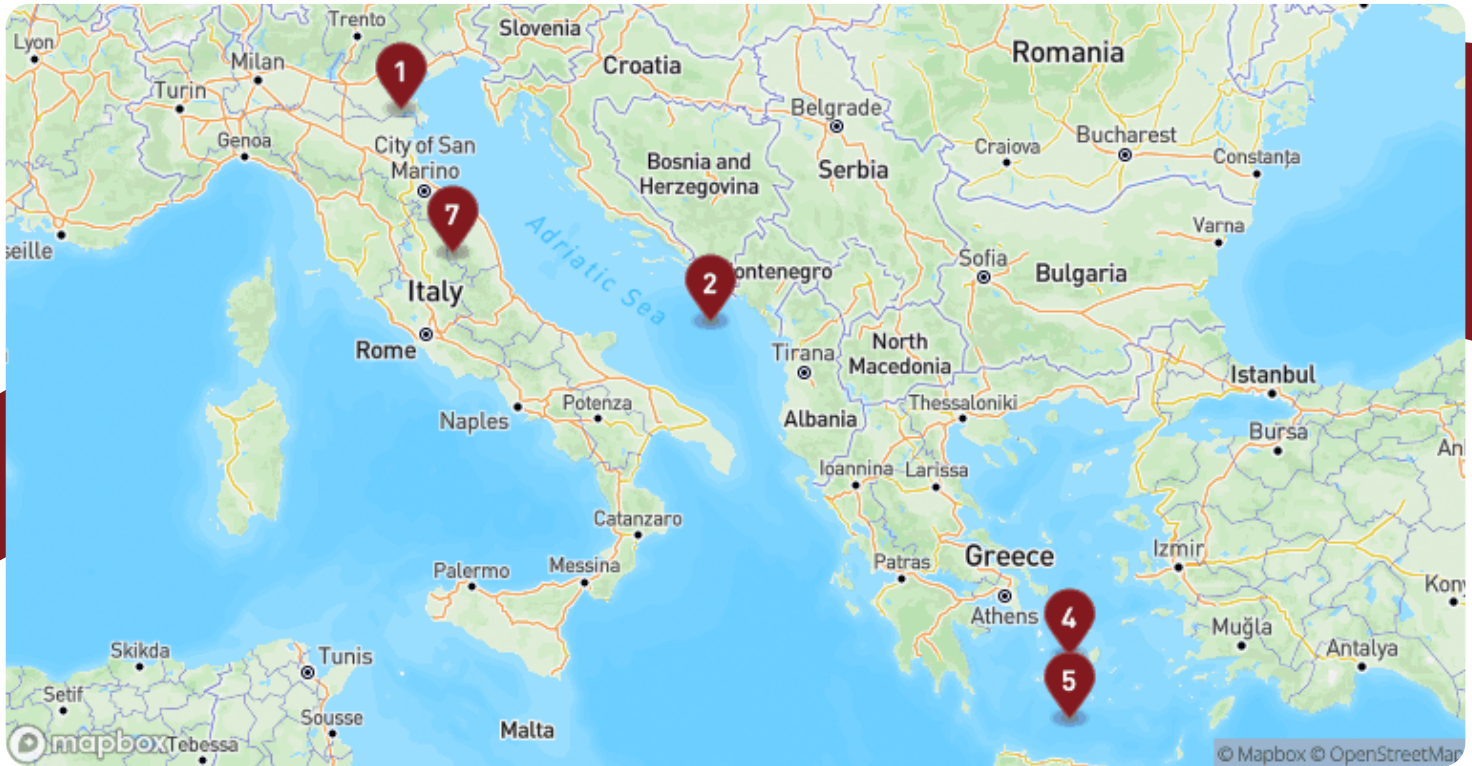 Trento
Slovenia
Lyon
Romania
Milan
Croatia
1
Turin
Belgrade
Bucharest
Genoa
City of San
Marino
Craiova
Constanța
Bosnia and
Herzegovina
Serbia
7
Varna
seille
Adriatic Sea
Sofia
Bulgaria
2
ontenegro
Italy
Rome
Tirana
North
Macedonia
Istanbul
Naples
Potenza
Albania
Thessaloniki
Bursa
An
Ioannina
Larissa
Catanzaro
Izmir
Palermo
Messina
Patras
Greece
Kony
Athens
4
Muğla
Antalya
Skikda
Tunis
5
Setif
Sousse
Malta
mapbox
Tebessa
© Mapbox © OpenStreetMap